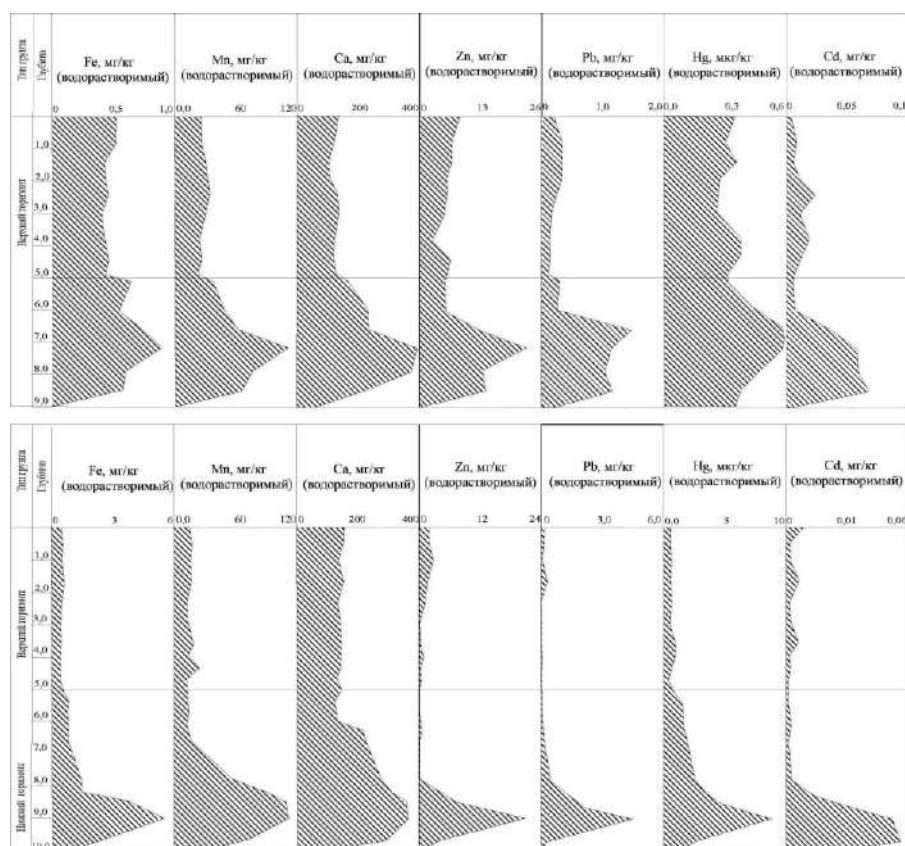 Тип группа
Глубина
Fe, мг/кг
(водорастворимый)
Mn, мг/кг
(водорастворимый)
Ca, мг/кг
(водорастворимый)
Zn, мг/кг
(водорастворимый)
Pb, мг/кг
(водорастворимый)
Hg, мкг/кг
(водорастворимый)
Cd, мг/кг
(водорастворимый)
0 0,5 1,0 0,0 60 120,0 200 400 0 13 26 0 1,0 2,0 0,0 0,3 0,6 0 0,05 0,1
Верхний горизонт
1,0
2,0
3,0
4,0
5,0
6,0
7,0
8,0
9,0
Тип группа
Глубина
Fe, мг/кг
(водорастворимый)
Mn, мг/кг
(водорастворимый)
Ca, мг/кг
(водорастворимый)
Zn, мг/кг
(водорастворимый)
Pb, мг/кг
(водорастворимый)
Hg, мкг/кг
(водорастворимый)
Cd, мг/кг
(водорастворимый)
0 3 6 0,0 60 120 200 400 0 12 24 0 3,0 6,0 0,0 5 10 0 0,01 0,06
Верхний горизонт
1,0
2,0
3,0
4,0
5,0
Нижний горизонт
6,0
7,0
8,0
9,0
10,0